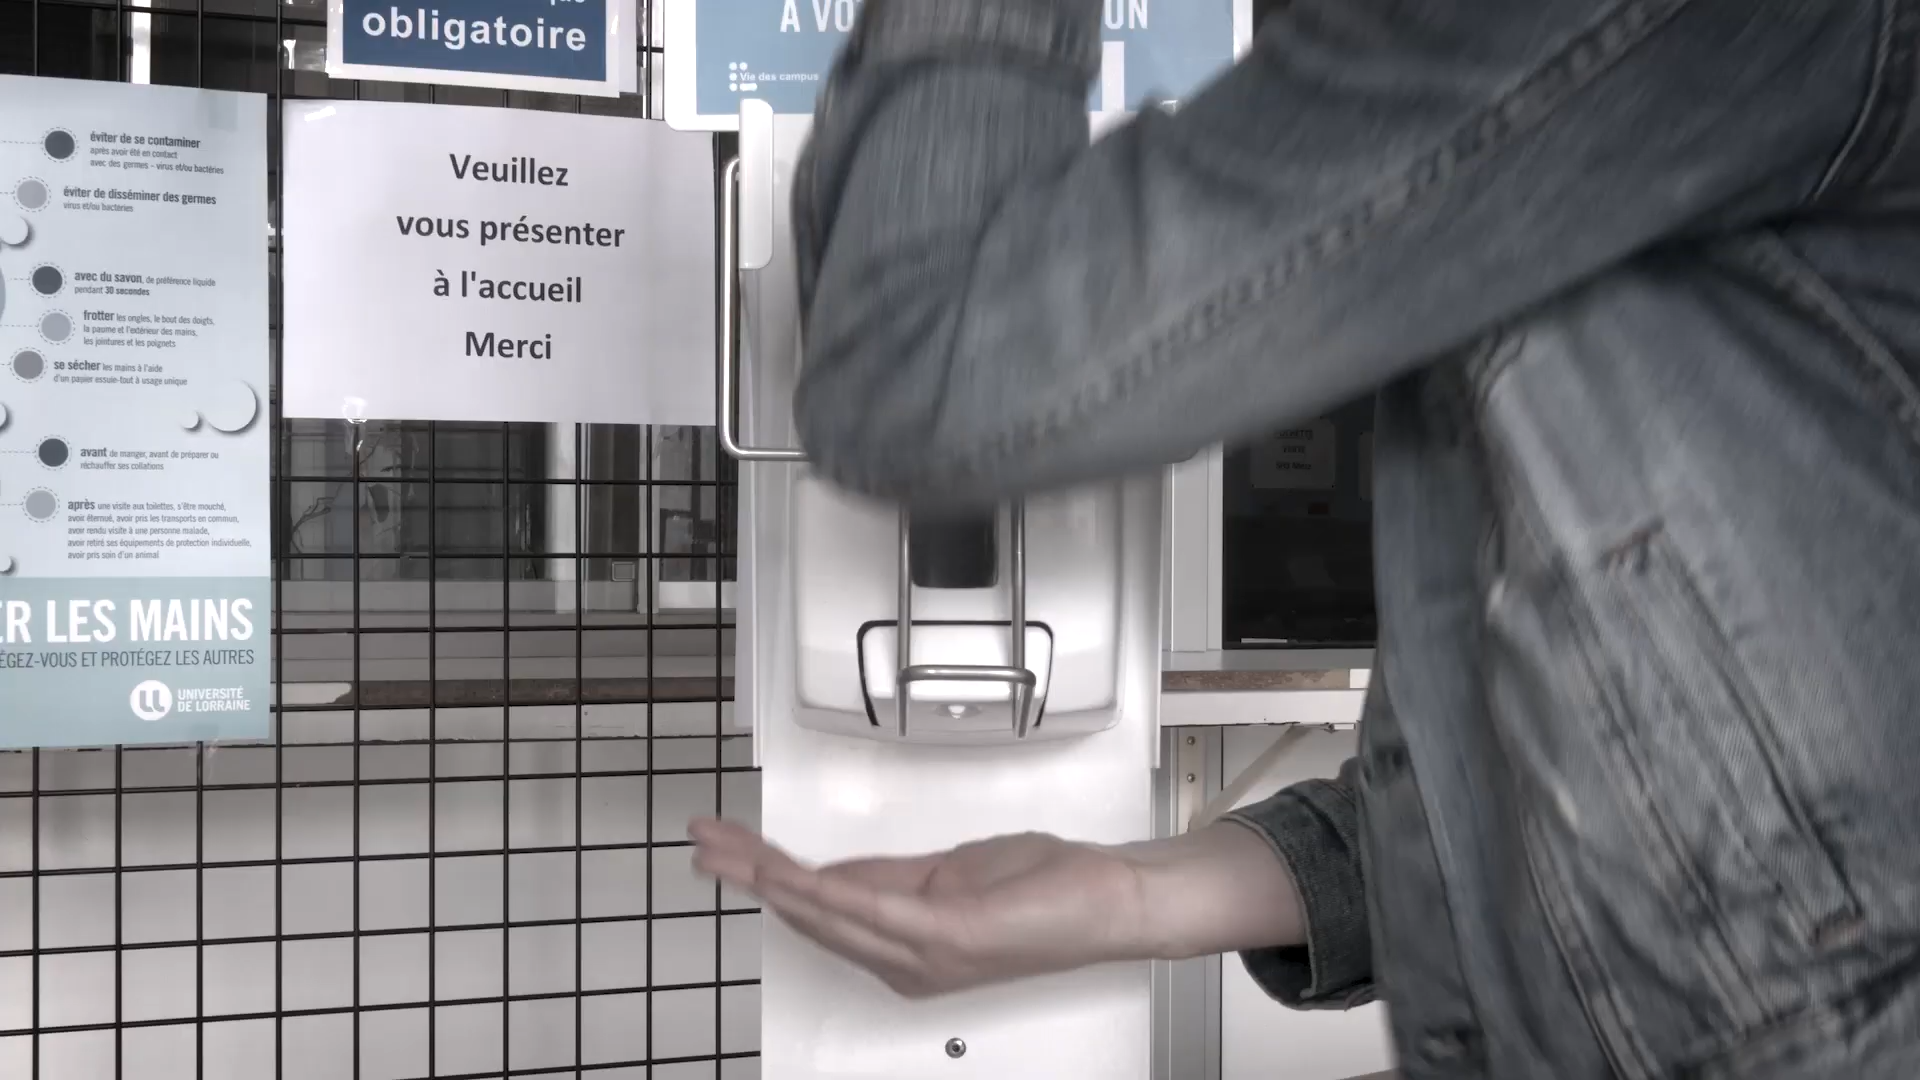 obligatoire
À VO
ON
Vie des campus
éviter de se contaminer
après avoir été en contact
avec des germes - virus et/ou bactéries
éviter de disséminer des germes
virus et/ou bactéries
avec du savon, de préférence liquide
pendant 30 secondes
frotter les ongles, le bout des doigts,
la paume et l'extérieur des mains,
les jointures et les poignets
se sécher les mains à l'aide
d'un papier essuie-tout à usage unique
avant de manger, avant de préparer ou
réchauffer ses collations
après une visite aux toilettes, s'être mouché,
avoir éternué, avoir pris les transports en commun,
avoir rendu visite à une personne malade,
avoir retiré ses équipements de protection individuelle,
avoir pris soin d'un animal
ER LES MAINS
ÉGEZ-VOUS ET PROTÉGEZ LES AUTRES
UNIVERSITÉ
DE LORRAINE
Veuillez
vous présenter
à l'accueil
Merci